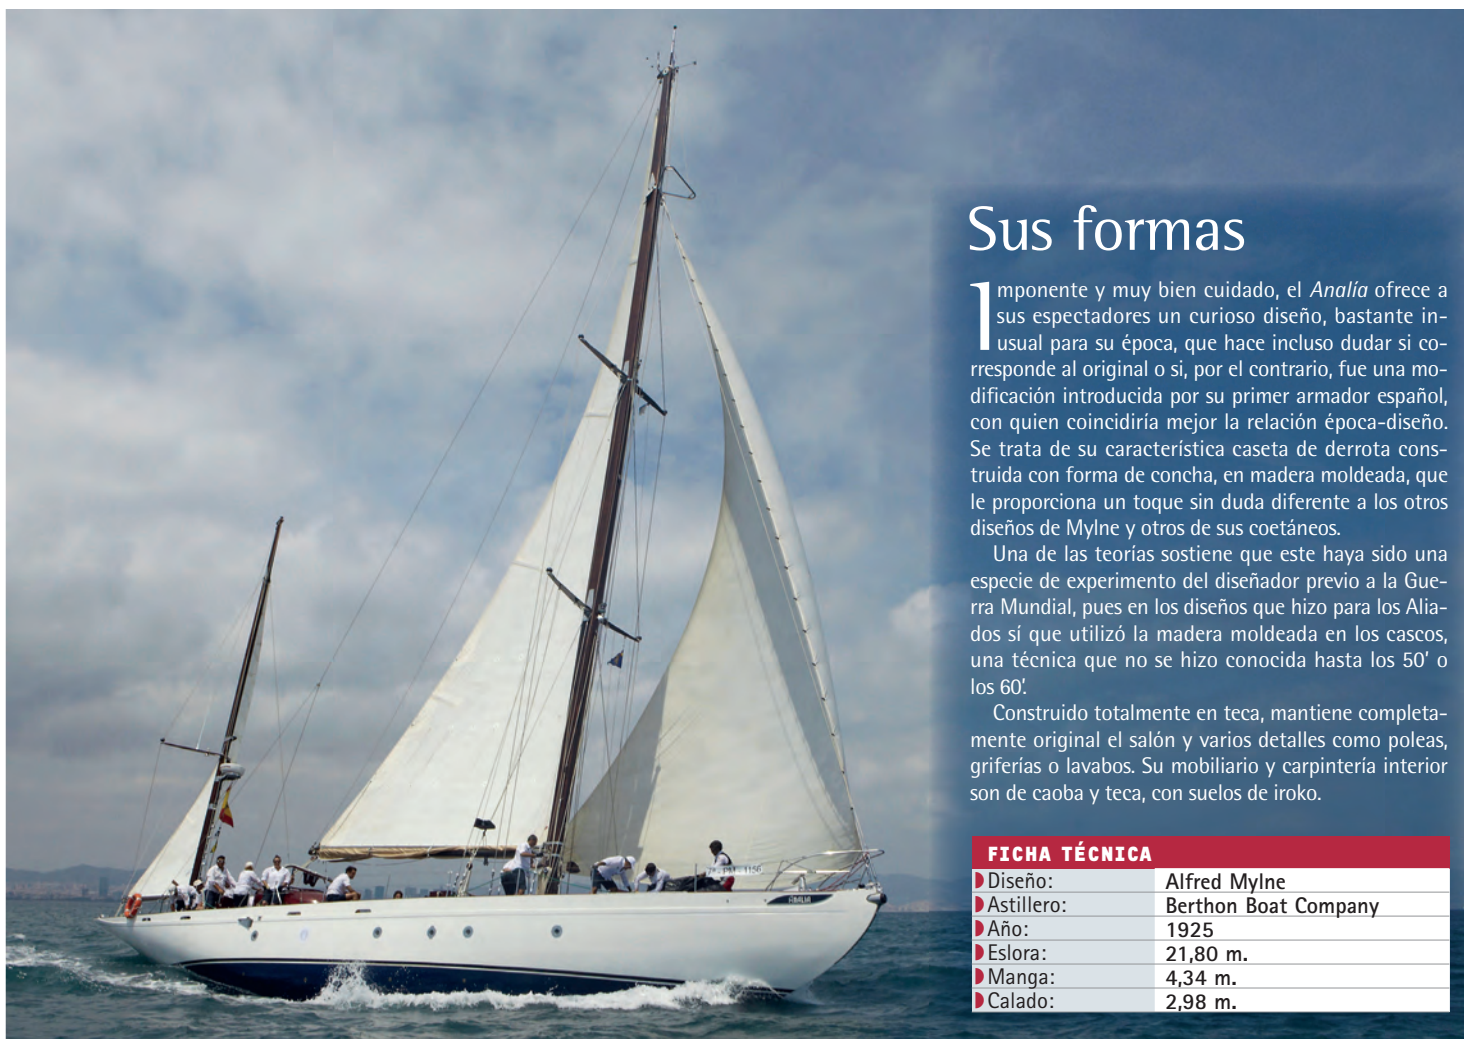 Sus formas
Imponente y muy bien cuidado, el Analía ofrece a
sus espectadores un curioso diseño, bastante in-
usual para su época, que hace incluso dudar si co-
rresponde al original o si, por el contrario, fue una mo-
dificación introducida por su primer armador español,
con quien coincidiría mejor la relación época-diseño.
Se trata de su característica caseta de derrota cons-
truida con forma de concha, en madera moldeada, que
le proporciona un toque sin duda diferente a los otros
diseños de Mylne y otros de sus coetáneos.
Una de las teorías sostiene que este haya sido una
especie de experimento del diseñador previo a la Gue-
rra Mundial, pues en los diseños que hizo para los Alia-
dos sí que utilizó la madera moldeada en los cascos,
una técnica que no se hizo conocida hasta los 50' o
los 60'.
Construido totalmente en teca, mantiene completa-
mente original el salón y varios detalles como poleas,
griferías o lavabos. Su mobiliario y carpintería interior
son de caoba y teca, con suelos de iroko.
FICHA TÉCNICA
Diseño: Alfred Mylne
Astillero: Berthon Boat Company
Año: 1925
Eslora: 21,80 m.
Manga: 4,34 m.
Calado: 2,98 m.
ANALIA